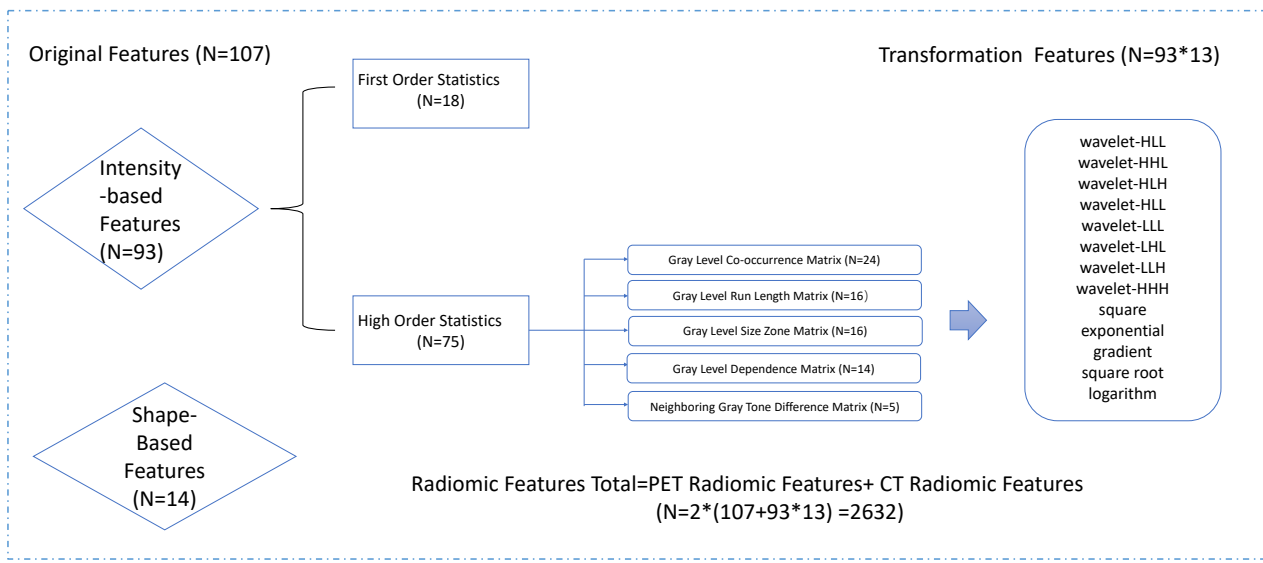 Original Features (N=107)
Transformation Features (N=93*13)
First Order Statistics
(N=18)
Intensity
-based
Features
(N=93)
High Order Statistics
(N=75)
Gray Level Co-occurrence Matrix (N=24)
Gray Level Run Length Matrix (N=16)
Gray Level Size Zone Matrix (N=16)
Gray Level Dependence Matrix (N=14)
Neighboring Gray Tone Difference Matrix (N=5)
wavelet-HLL
wavelet-HHL
wavelet-HLH
wavelet-HLL
wavelet-LLL
wavelet-LHL
wavelet-LLH
wavelet-HHH
square
exponential
gradient
square root
logarithm
Shape-
Based
Features
(N=14)
Radiomic Features Total=PET Radiomic Features+ CT Radiomic Features
(N=2*(107+93*13) =2632)